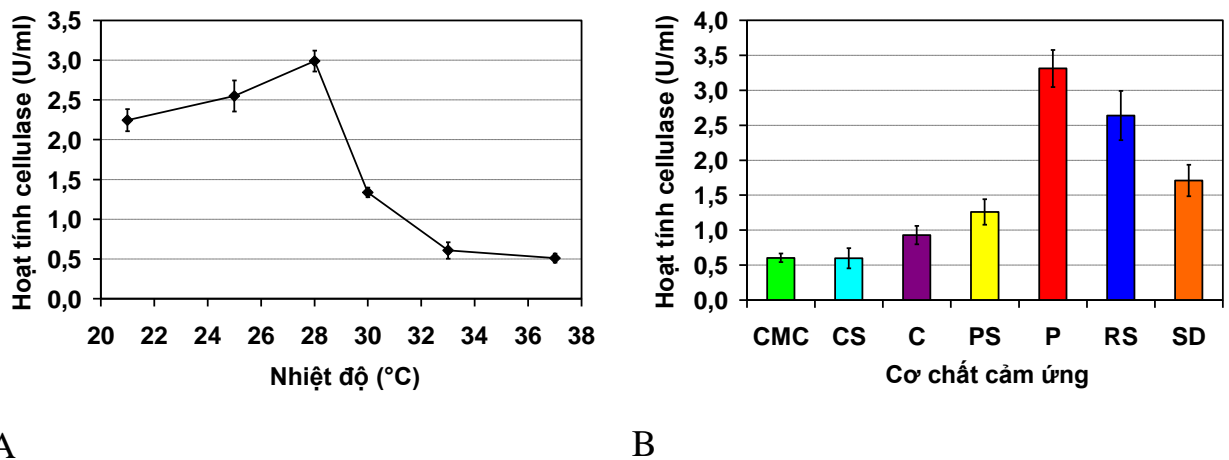 Hoạt tính cellulase (U/ml)
3,5
3,0
2,5
2,0
1,5
1,0
0,5
0,0
20 22 24 26 28 30 32 34 36 38
Nhiệt độ (°C)
A
Hoạt tính cellulase (U/ml)
4,0
3,5
3,0
2,5
2,0
1,5
1,0
0,5
0,0
CMC CS C PS P RS SD
Cơ chất cảm ứng
B